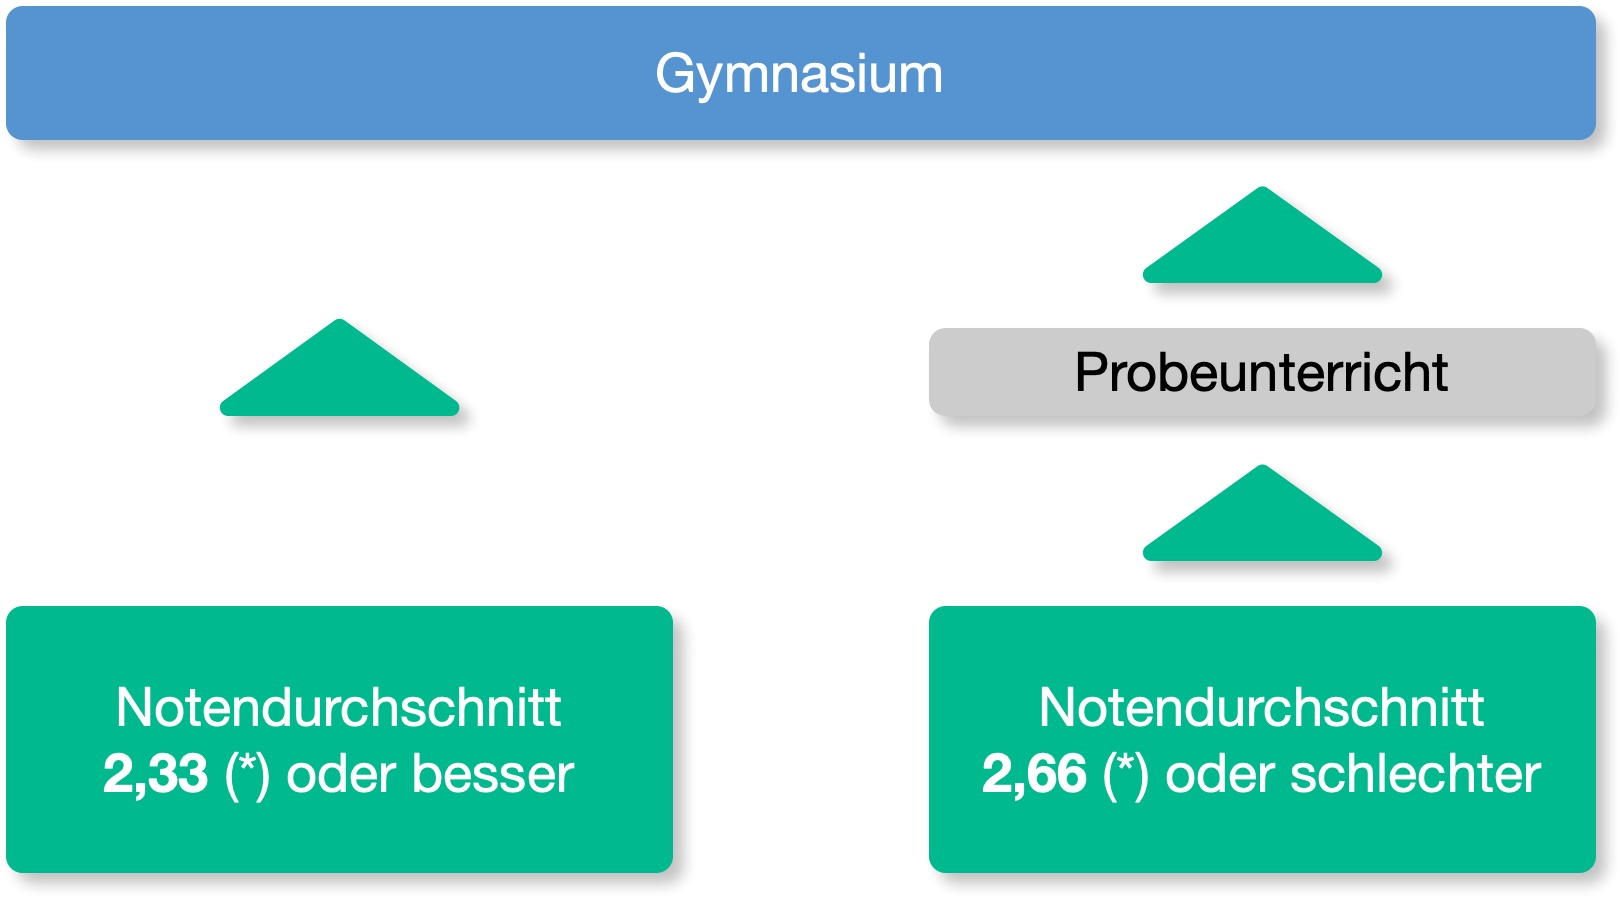 Gymnasium
Probeunterricht
Notendurchschnitt
2,33 (*) oder besser
Notendurchschnitt
2,66 (*) oder schlechter